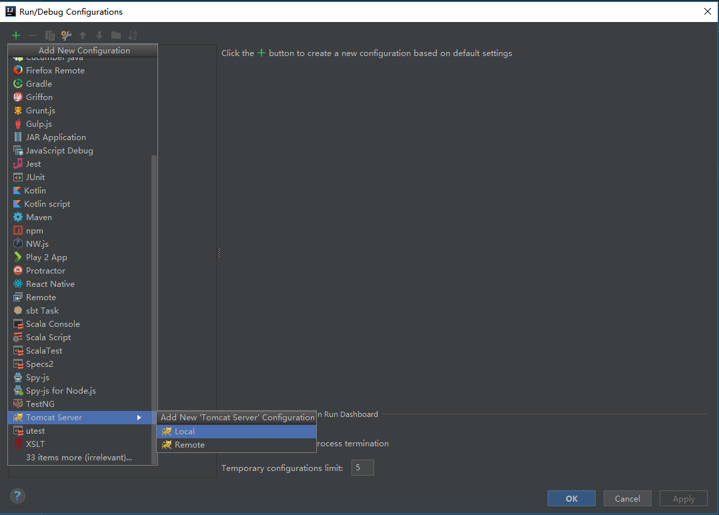 Run/Debug Configurations
Add New Configuration
Cucumber java
Firefox Remote
Gradle
Griffon
Grunt.js
Gulp.js
JAR Application
JavaScript Debug
Jest
JUnit
Kotlin
Kotlin script
Maven
npm
NW.js
Play 2 App
Protractor
React Native
Remote
sbt Task
Scala Console
Scala Script
ScalaTest
Specs2
Spy-js
Spy-js for Node.js
TestNG
Tomcat Server
utest
XSLT
33 items more (irrelevant)...
Click the + button to create a new configuration based on default settings
Add New 'Tomcat Server' Configuration
Local
Remote
n Run Dashboard
rocess termination
Temporary configurations limit: 5
?
OK
Cancel
Apply